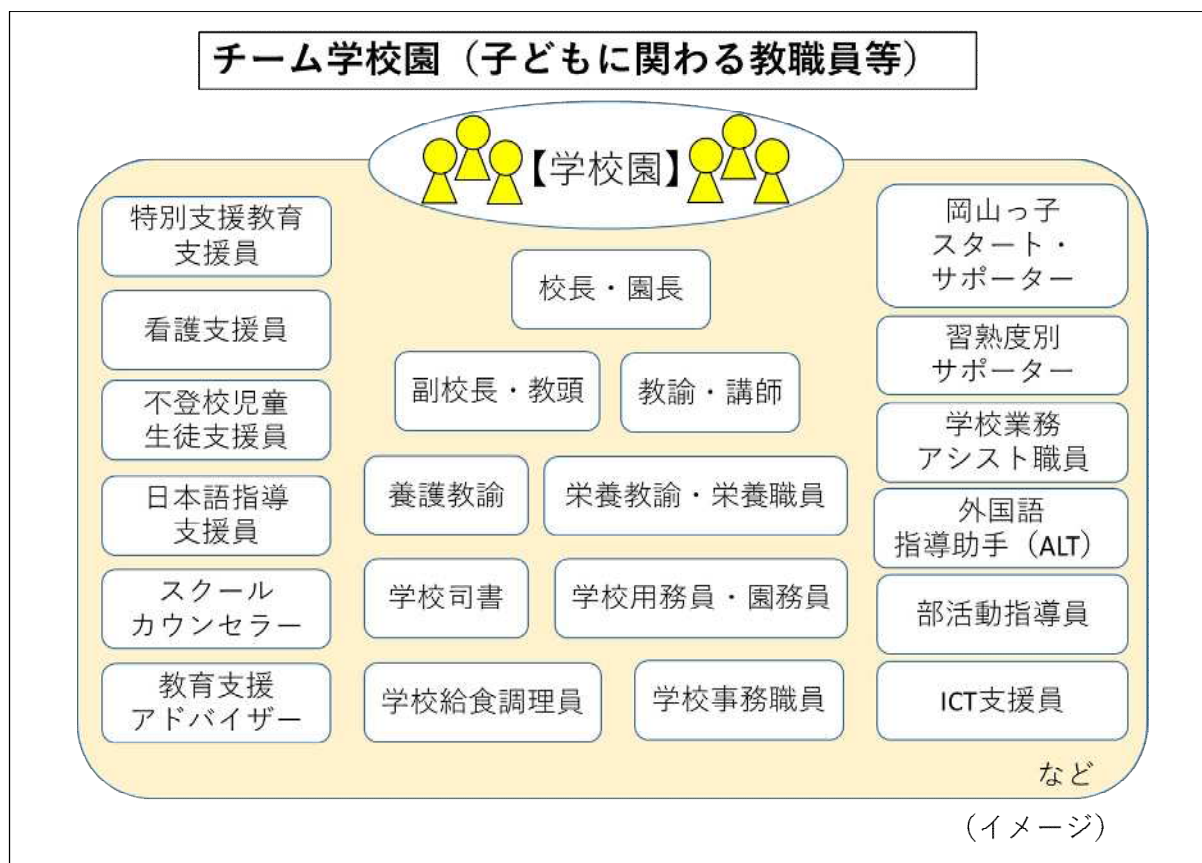 チーム学校園（子どもに関わる教職員等）
【学校園】
特別支援教育
支援員
看護支援員
不登校児童
生徒支援員
日本語指導
支援員
スクール
カウンセラー
教育支援
アドバイザー
校長・園長
副校長・教頭
教諭・講師
養護教諭
栄養教諭・栄養職員
学校司書
学校用務員・園務員
学校給食調理員
学校事務職員
岡山っ子
スタート・
サポーター
習熟度別
サポーター
学校業務
アシスト職員
外国語
指導助手（ALT）
部活動指導員
ICT支援員
など
（イメージ）